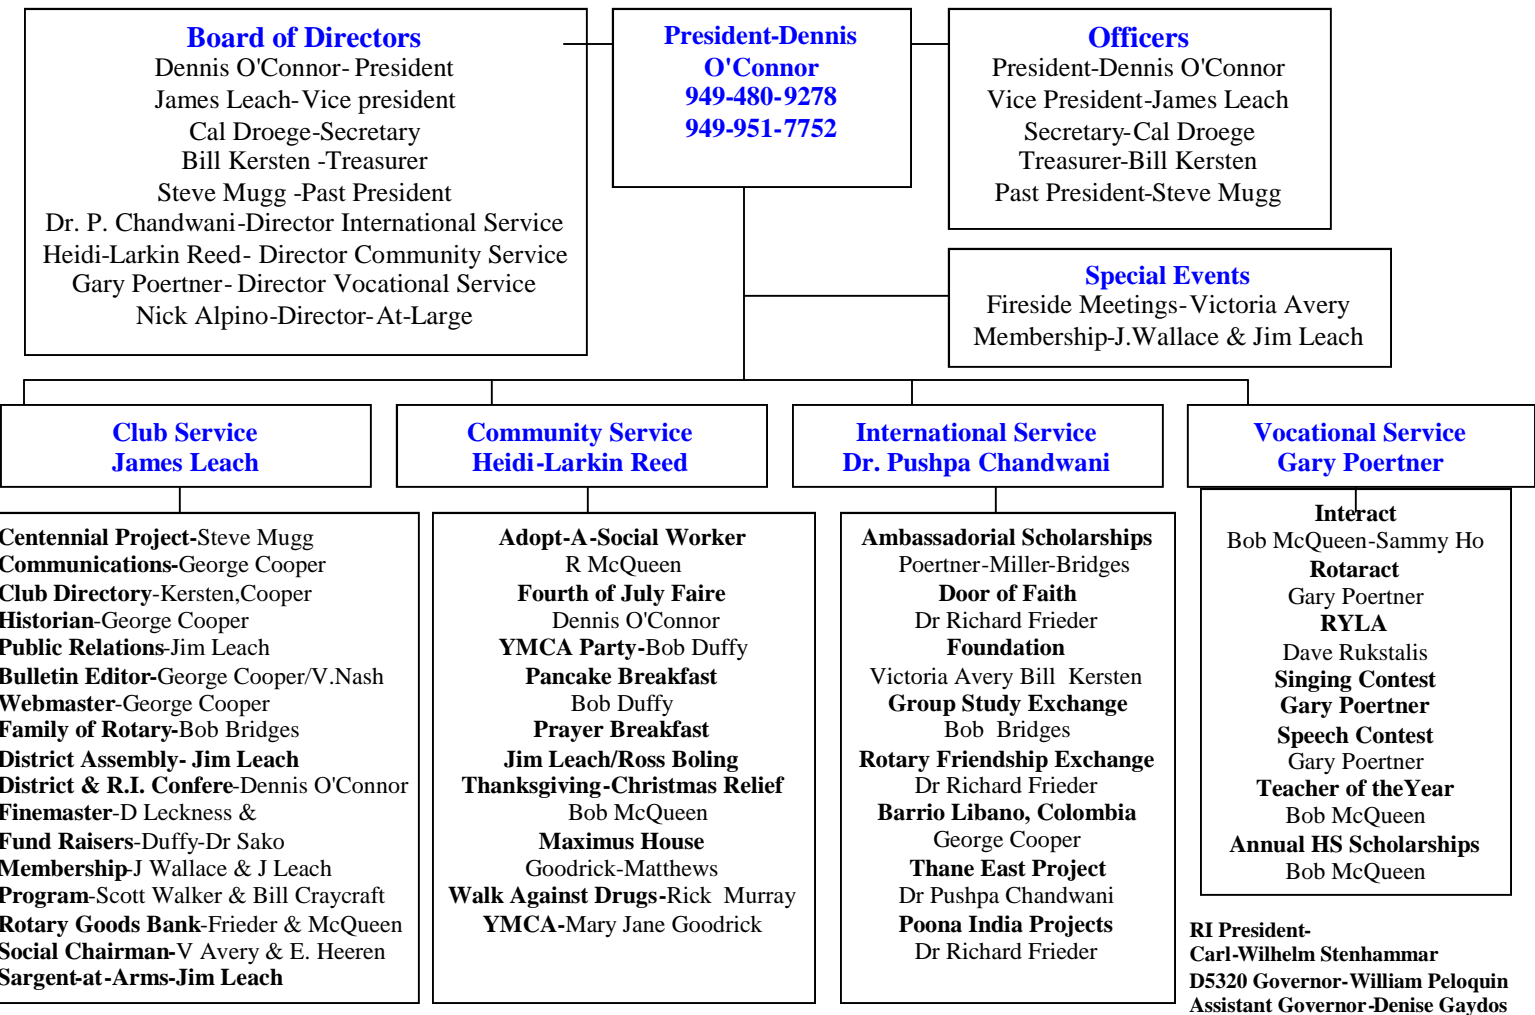 Board of Directors
Dennis O'Connor- President
James Leach-Vice president
Cal Droege-Secretary
Bill Kersten -Treasurer
Steve Mugg -Past President
Dr. P. Chandwani-Director International Service
Heidi-Larkin Reed- Director Community Service
Gary Poertner- Director Vocational Service
Nick Alpino-Director-At-Large
President-Dennis
O'Connor
949-480-9278
949-951-7752
Officers
President-Dennis O'Connor
Vice President-James Leach
Secretary-Cal Droege
Treasurer-Bill Kersten
Past President-Steve Mugg
Special Events
Fireside Meetings-Victoria Avery
Membership-J.Wallace & Jim Leach
Club Service
James Leach
Community Service
Heidi-Larkin Reed
International Service
Dr. Pushpa Chandwani
Vocational Service
Gary Poertner
Centennial Project-Steve Mugg
Communications-George Cooper
Club Directory-Kersten,Cooper
Historian-George Cooper
Public Relations-Jim Leach
Bulletin Editor-George Cooper/V.Nash
Webmaster-George Cooper
Family of Rotary-Bob Bridges
District Assembly- Jim Leach
District & R.I. Confere-Dennis O'Connor
Finemaster-D Leckness &
Fund Raisers-Duffy-Dr Sako
Membership-J Wallace & J Leach
Program-Scott Walker & Bill Craycraft
Rotary Goods Bank-Frieder & McQueen
Social Chairman-V Avery & E. Heeren
Sargent-at-Arms-Jim Leach
Adopt-A-Social Worker
R McQueen
Fourth of July Faire
Dennis O'Connor
YMCA Party-Bob Duffy
Pancake Breakfast
Bob Duffy
Prayer Breakfast
Jim Leach/Ross Boling
Thanksgiving-Christmas Relief
Bob McQueen
Maximus House
Goodrick-Matthews
Walk Against Drugs-Rick Murray
YMCA-Mary Jane Goodrick
Ambassadorial Scholarships
Poertner-Miller-Bridges
Door of Faith
Dr Richard Frieder
Foundation
Victoria Avery Bill Kersten
Group Study Exchange
Bob Bridges
Rotary Friendship Exchange
Dr Richard Frieder
Barrio Libano, Colombia
George Cooper
Thane East Project
Dr Pushpa Chandwani
Poona India Projects
Dr Richard Frieder
Interact
Bob McQueen-Sammy Ho
Rotaract
Gary Poertner
RYLA
Dave Rukstalis
Singing Contest
Gary Poertner
Speech Contest
Gary Poertner
Teacher of theYear
Bob McQueen
Annual HS Scholarships
Bob McQueen
RI President-
Carl-Wilhelm Stenhammar
D5320 Governor-William Peloquin
Assistant Governor-Denise Gaydos